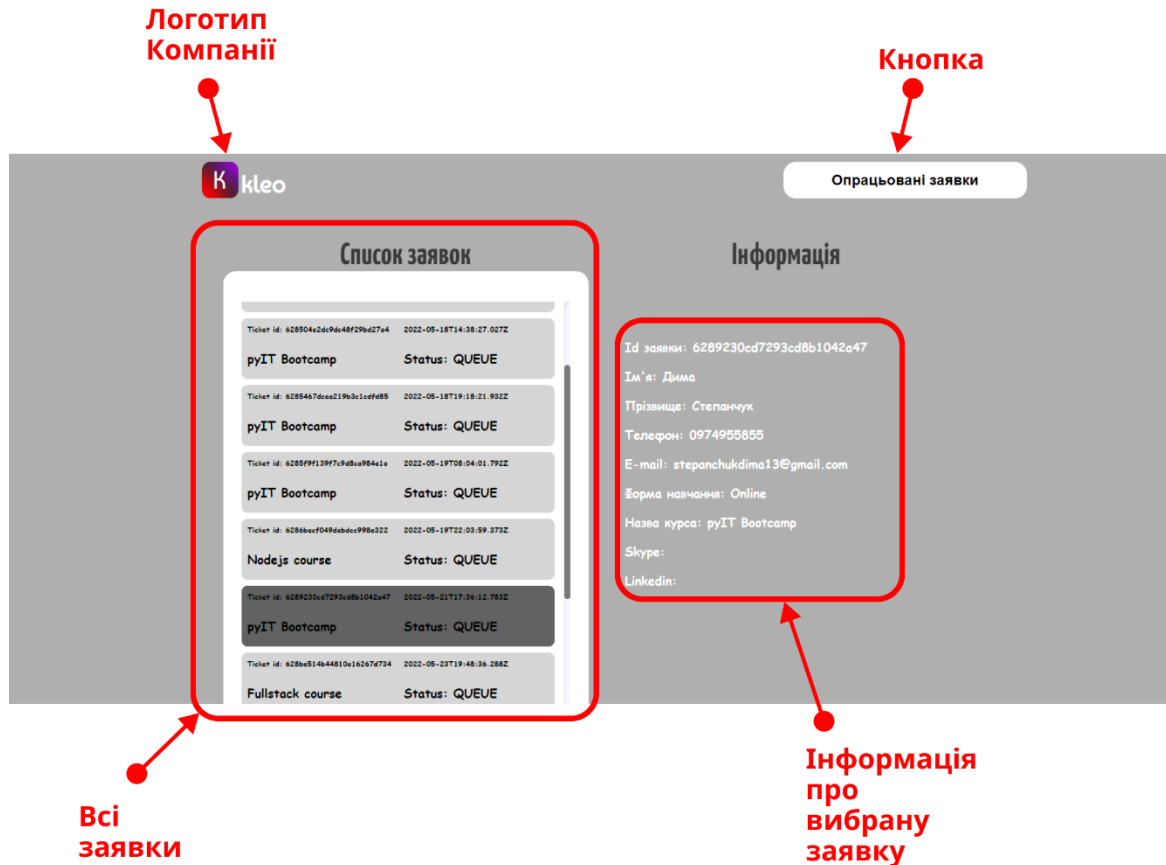 Логотип
Компанії
Кнопка
K kleo
Опрацьовані заявки
Список заявок
Інформація
Ticket id: 628504e2dc9dc48f29bd27e4 2022-05-18T14:38:27.027Z
pyIT Bootcamp Status: QUEUE
Ticket id: 6285467dcea219b3c1cdfd85 2022-05-18T19:18:21.932Z
pyIT Bootcamp Status: QUEUE
Ticket id: 6285f9f139f7c9d8ca984e1e 2022-05-19T08:04:01.792Z
pyIT Bootcamp Status: QUEUE
Ticket id: 6286becf049debdcc998a322 2022-05-19T22:03:59.373Z
Nodejs course Status: QUEUE
Ticket id: 6289230cd7293cd8b1042a47 2022-05-21T17:36:12.783Z
pyIT Bootcamp Status: QUEUE
Ticket id: 628be514b44810e16267d734 2022-05-23T19:48:36.288Z
Fullstack course Status: QUEUE
Id заявки: 6289230cd7293cd8b1042a47
Ім'я: Дима
Прізвище: Степанчук
Телефон: 0974955855
E-mail: stepanchukdima13@gmail.com
Форма навчання: Online
Назва курса: pyIT Bootcamp
Skype:
Linkedin:
Всі
заявки
Інформація
про
вибрану
заявку